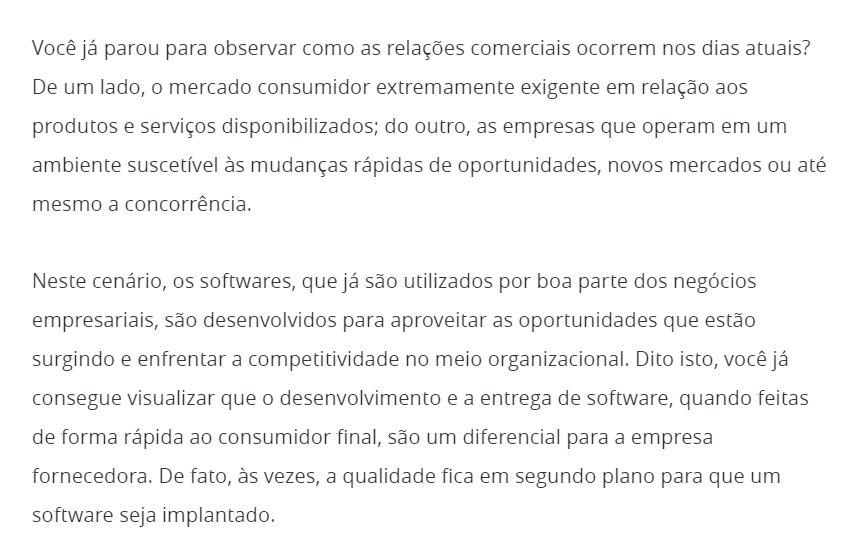 Você já parou para observar como as relações comerciais ocorrem nos dias atuais?
De um lado, o mercado consumidor extremamente exigente em relação aos
produtos e serviços disponibilizados; do outro, as empresas que operam em um
ambiente suscetível às mudanças rápidas de oportunidades, novos mercados ou até
mesmo a concorrência.
Neste cenário, os softwares, que já são utilizados por boa parte dos negócios
empresariais, são desenvolvidos para aproveitar as oportunidades que estão
surgindo e enfrentar a competitividade no meio organizacional. Dito isto, você já
consegue visualizar que o desenvolvimento e a entrega de software, quando feitas
de forma rápida ao consumidor final, são um diferencial para a empresa
fornecedora. De fato, às vezes, a qualidade fica em segundo plano para que um
software seja implantado.